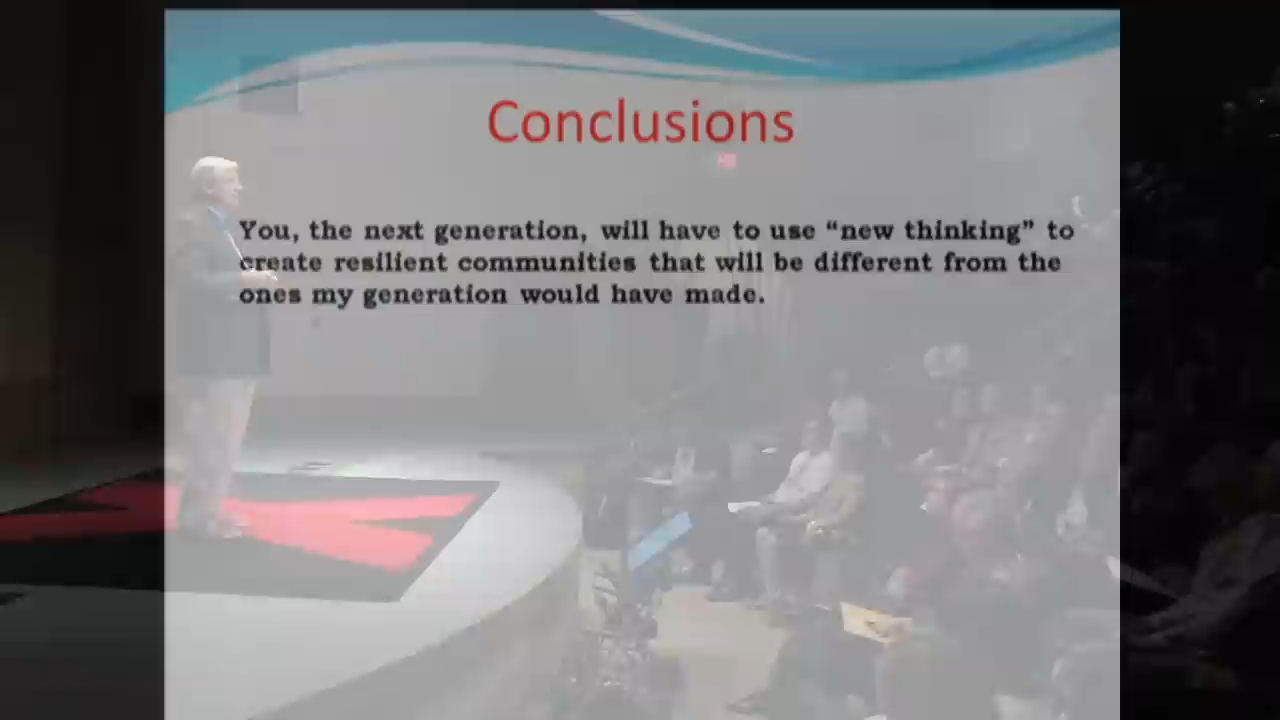 Conclusions
You, the next generation, will have to use “new thinking” to
create resilient communities that will be different from the
ones my generation would have made.